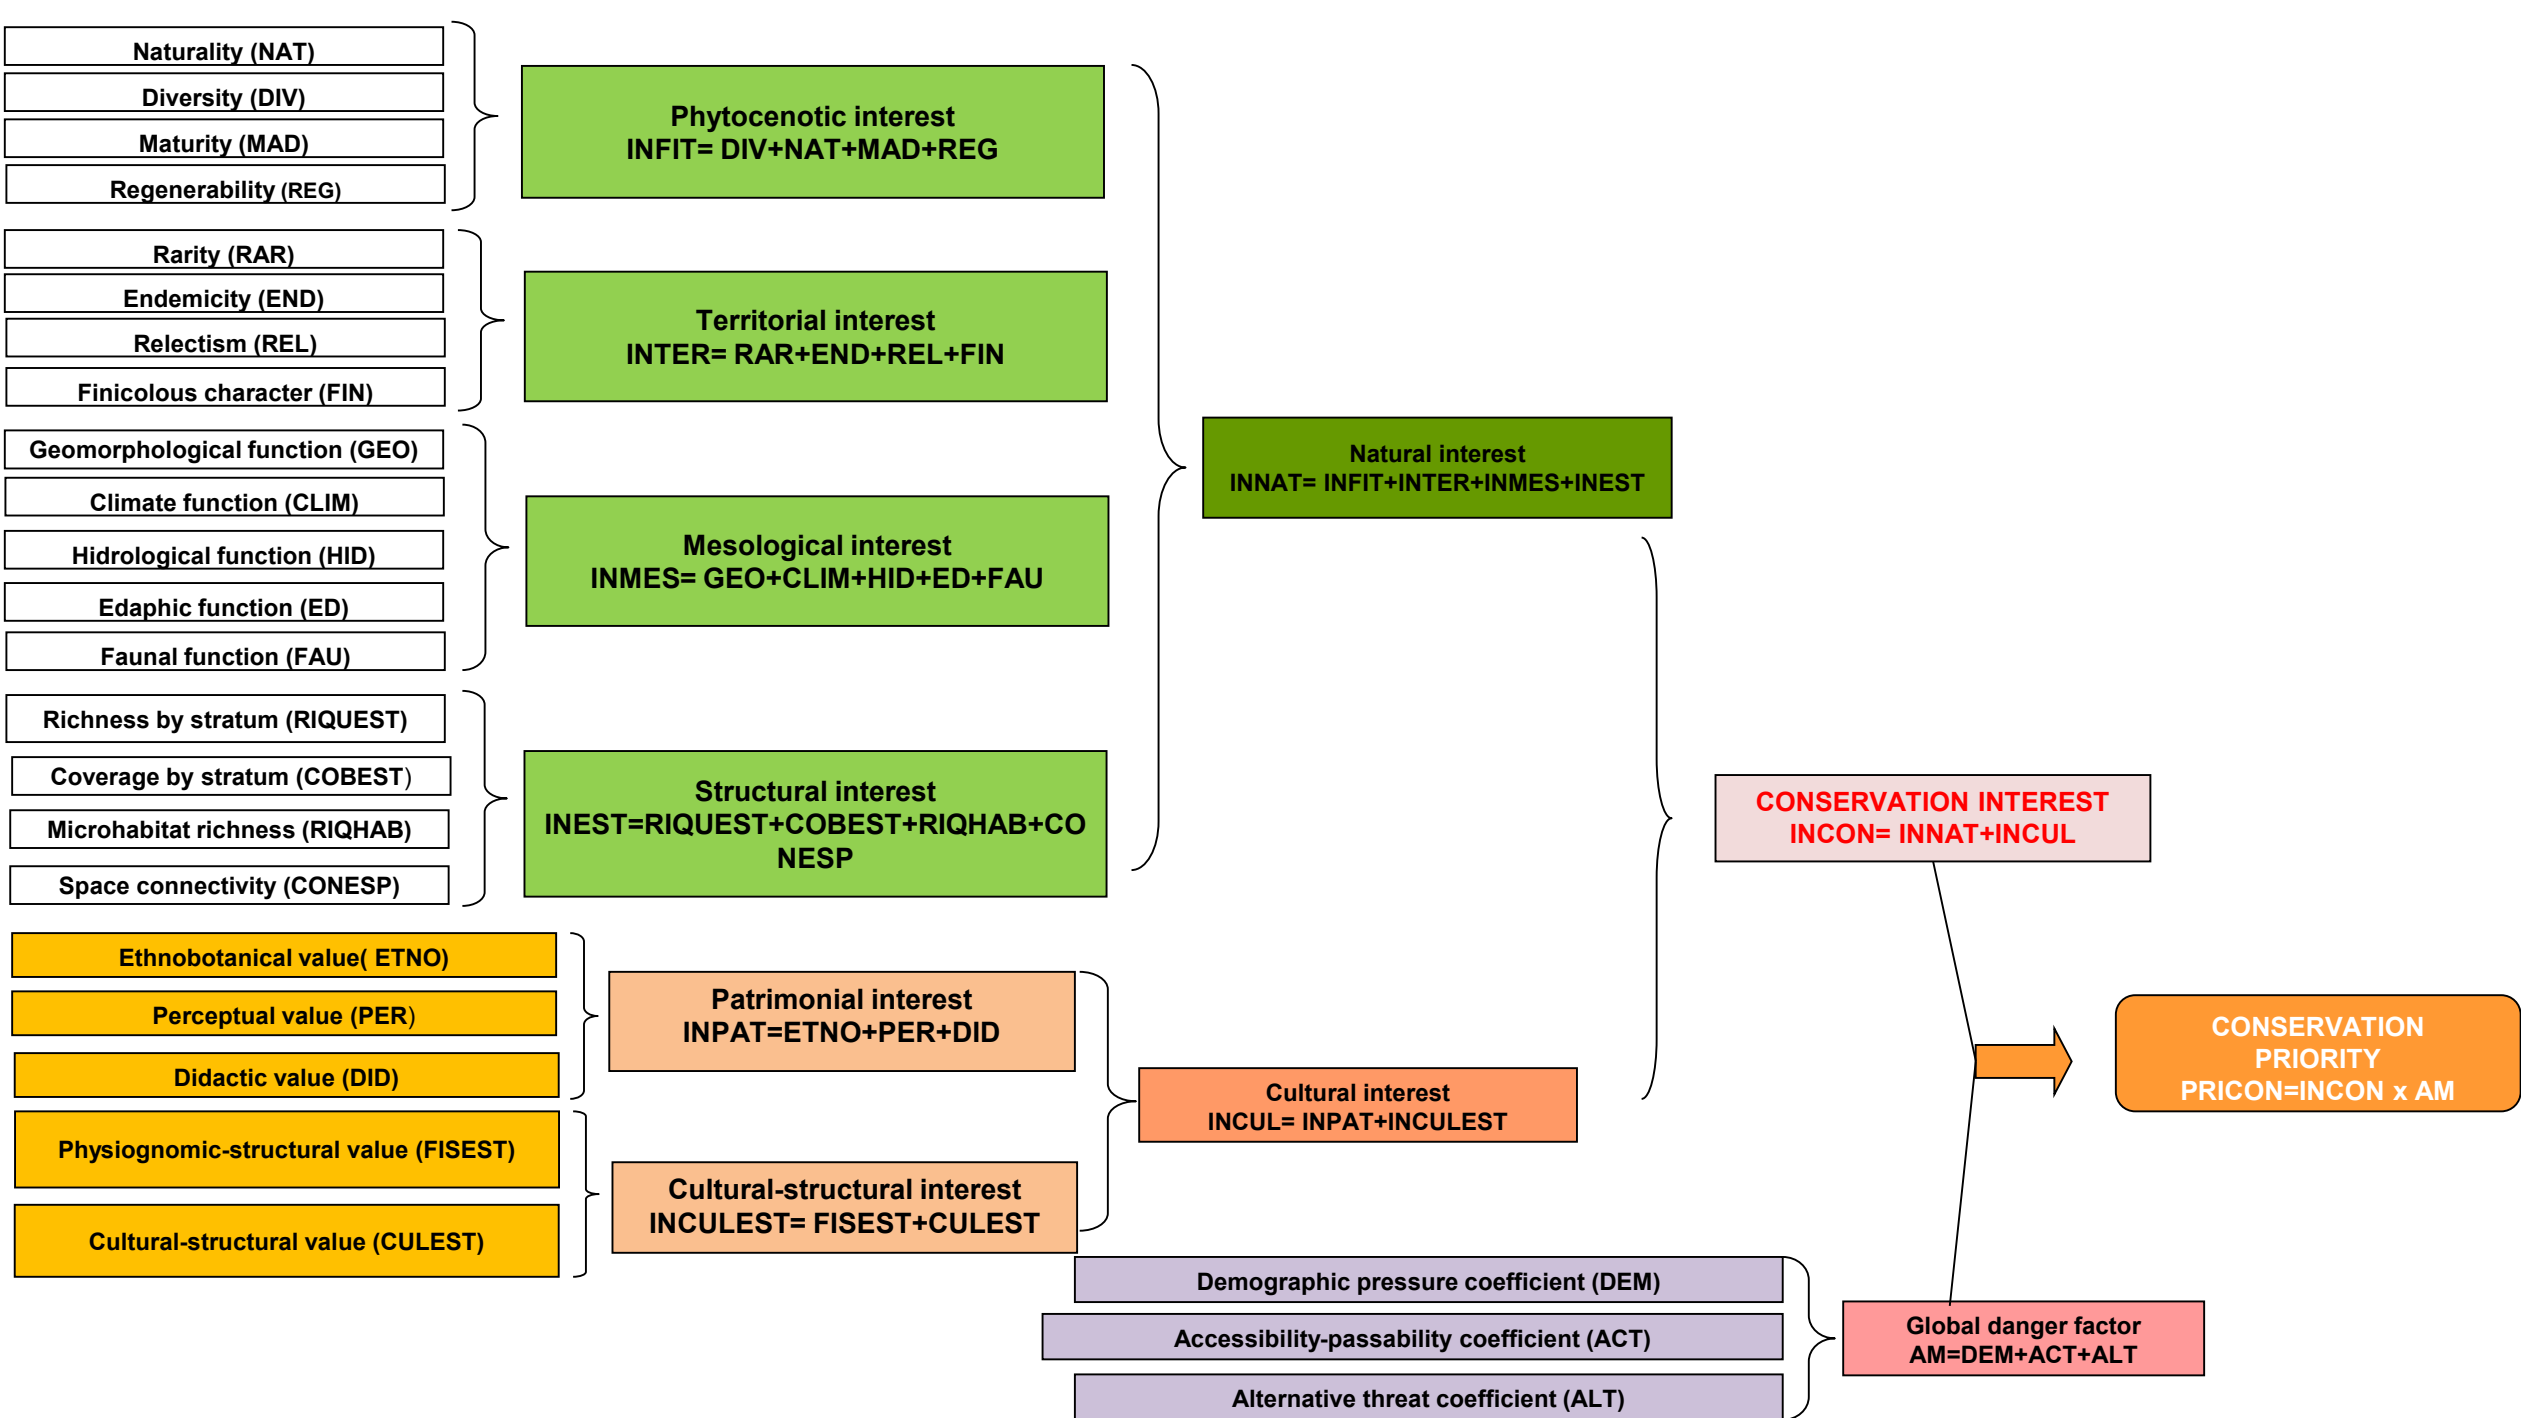 Naturality (NAT)
Diversity (DIV)
Maturity (MAD)
Regenerability (REG)
Phytocenotic interest
INFIT= DIV+NAT+MAD+REG
Rarity (RAR)
Endemicity (END)
Relectism (REL)
Finicolous character (FIN)
Territorial interest
INTER= RAR+END+REL+FIN
Geomorphological function (GEO)
Climate function (CLIM)
Hidrological function (HID)
Edaphic function (ED)
Faunal function (FAU)
Mesological interest
INMES= GEO+CLIM+HID+ED+FAU
Richness by stratum (RIQUEST)
Coverage by stratum (COBEST)
Microhabitat richness (RIQHAB)
Space connectivity (CONESP)
Structural interest
INEST=RIQUEST+COBEST+RIQHAB+CO
NESP
Natural interest
INNAT= INFIT+INTER+INMES+INEST
Ethnobotanical value( ETNO)
Perceptual value (PER)
Didactic value (DID)
Patrimonial interest
INPAT=ETNO+PER+DID
Physiognomic-structural value (FISEST)
Cultural-structural value (CULEST)
Cultural-structural interest
INCULEST= FISEST+CULEST
Cultural interest
INCUL= INPAT+INCULEST
CONSERVATION INTEREST
INCON= INNAT+INCUL
Demographic pressure coefficient (DEM)
Accessibility-passability coefficient (ACT)
Alternative threat coefficient (ALT)
Global danger factor
AM=DEM+ACT+ALT
CONSERVATION
PRIORITY
PRICON=INCON x AM